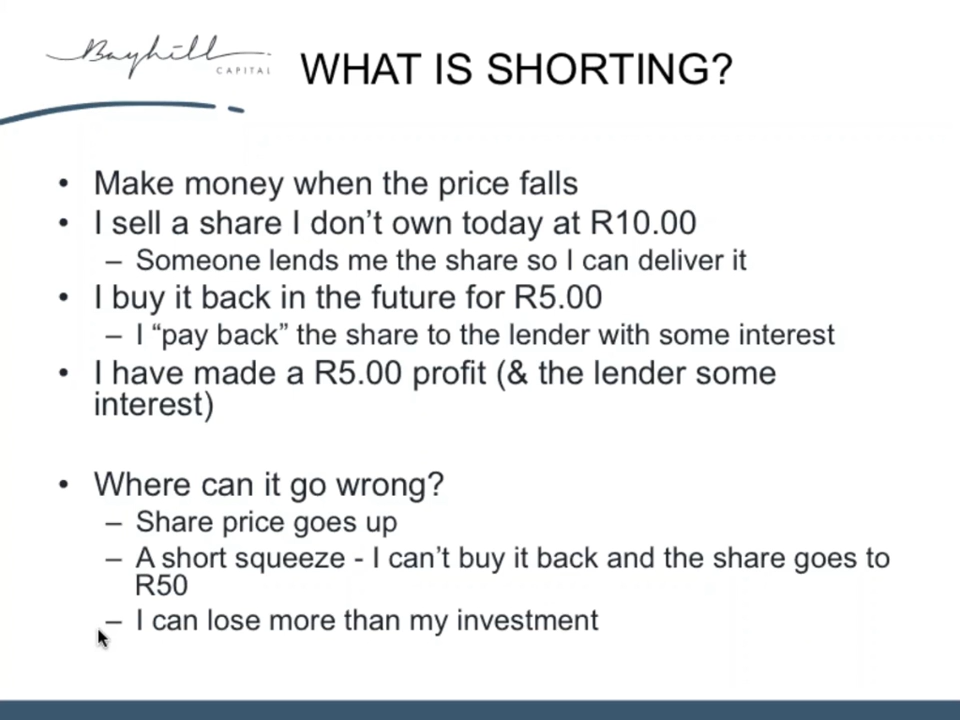 Bayhill
CAPITAL
WHAT IS SHORTING?
• Make money when the price falls
• I sell a share I don’t own today at R10.00
– Someone lends me the share so I can deliver it
• I buy it back in the future for R5.00
– I “pay back” the share to the lender with some interest
• I have made a R5.00 profit (& the lender some
interest)
• Where can it go wrong?
– Share price goes up
– A short squeeze - I can’t buy it back and the share goes to
R50
– I can lose more than my investment